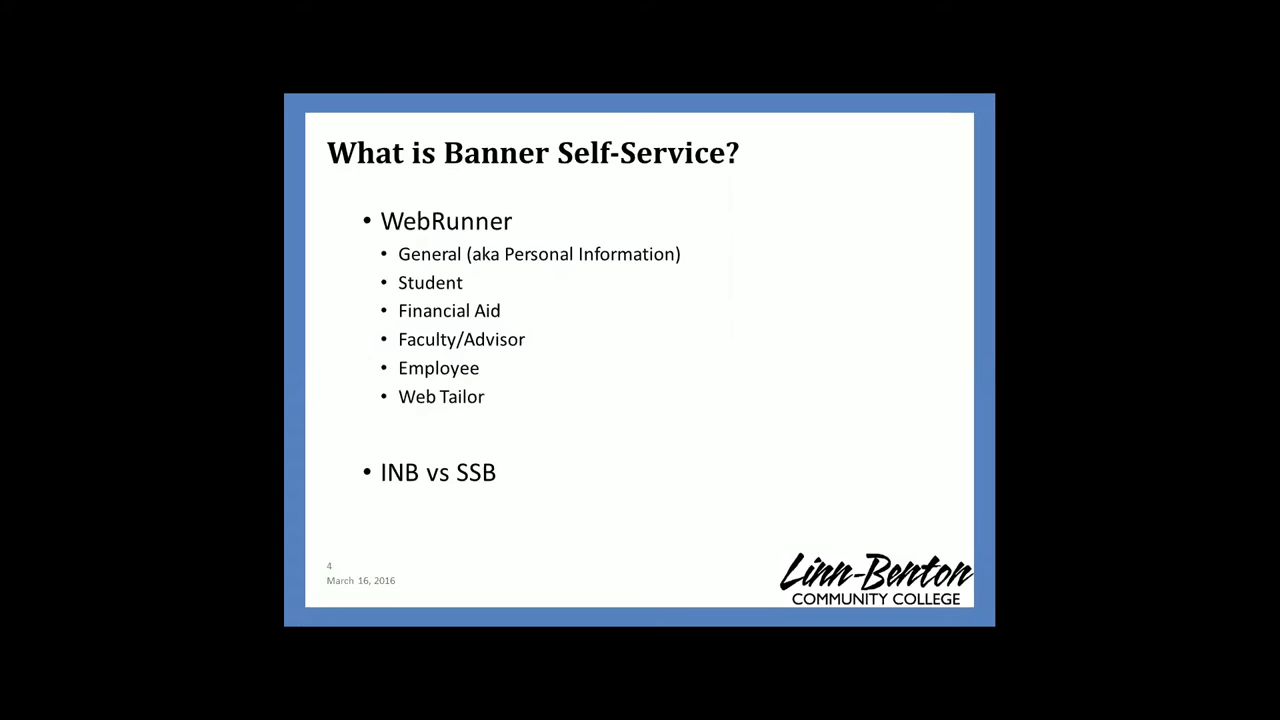 What is Banner Self-Service?
• WebRunner
• General (aka Personal Information)
• Student
• Financial Aid
• Faculty/Advisor
• Employee
• Web Tailor
• INB vs SSB
4
March 16, 2016
Linn-Benton
COMMUNITY COLLEGE